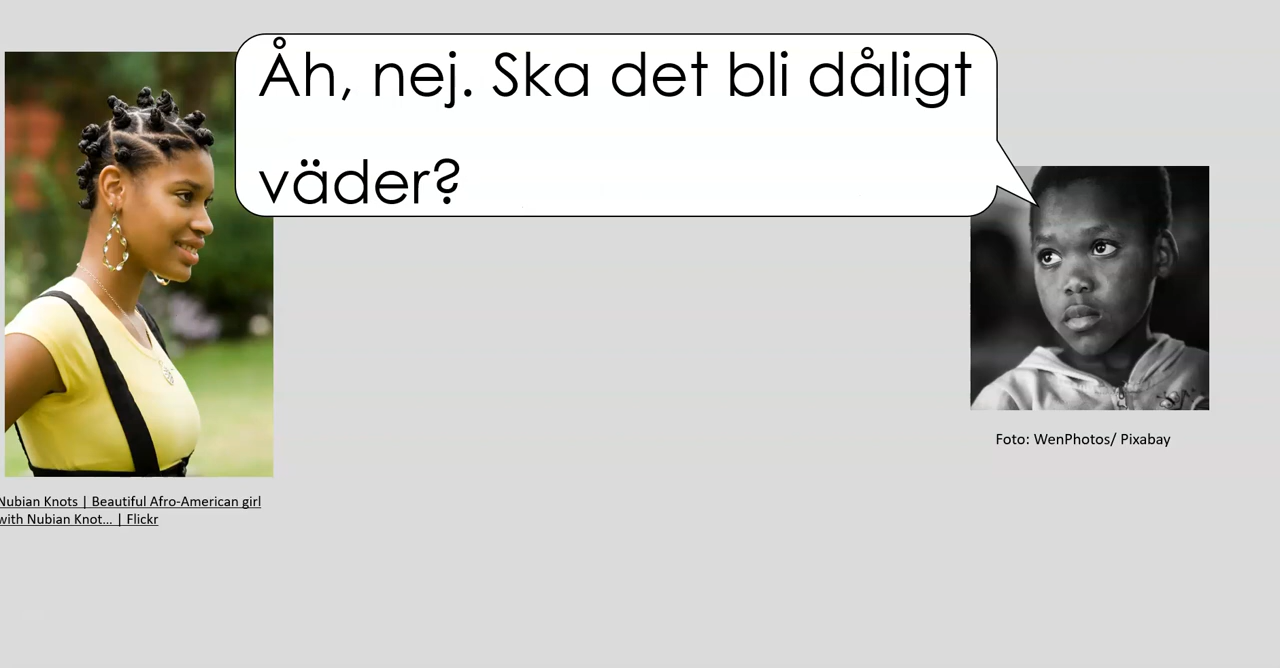 Åh, nej. Ska det bli dåligt
väder?
Foto: WenPhotos/ Pixabay
Nubian Knots | Beautiful Afro-American girl
with Nubian Knot... | Flickr